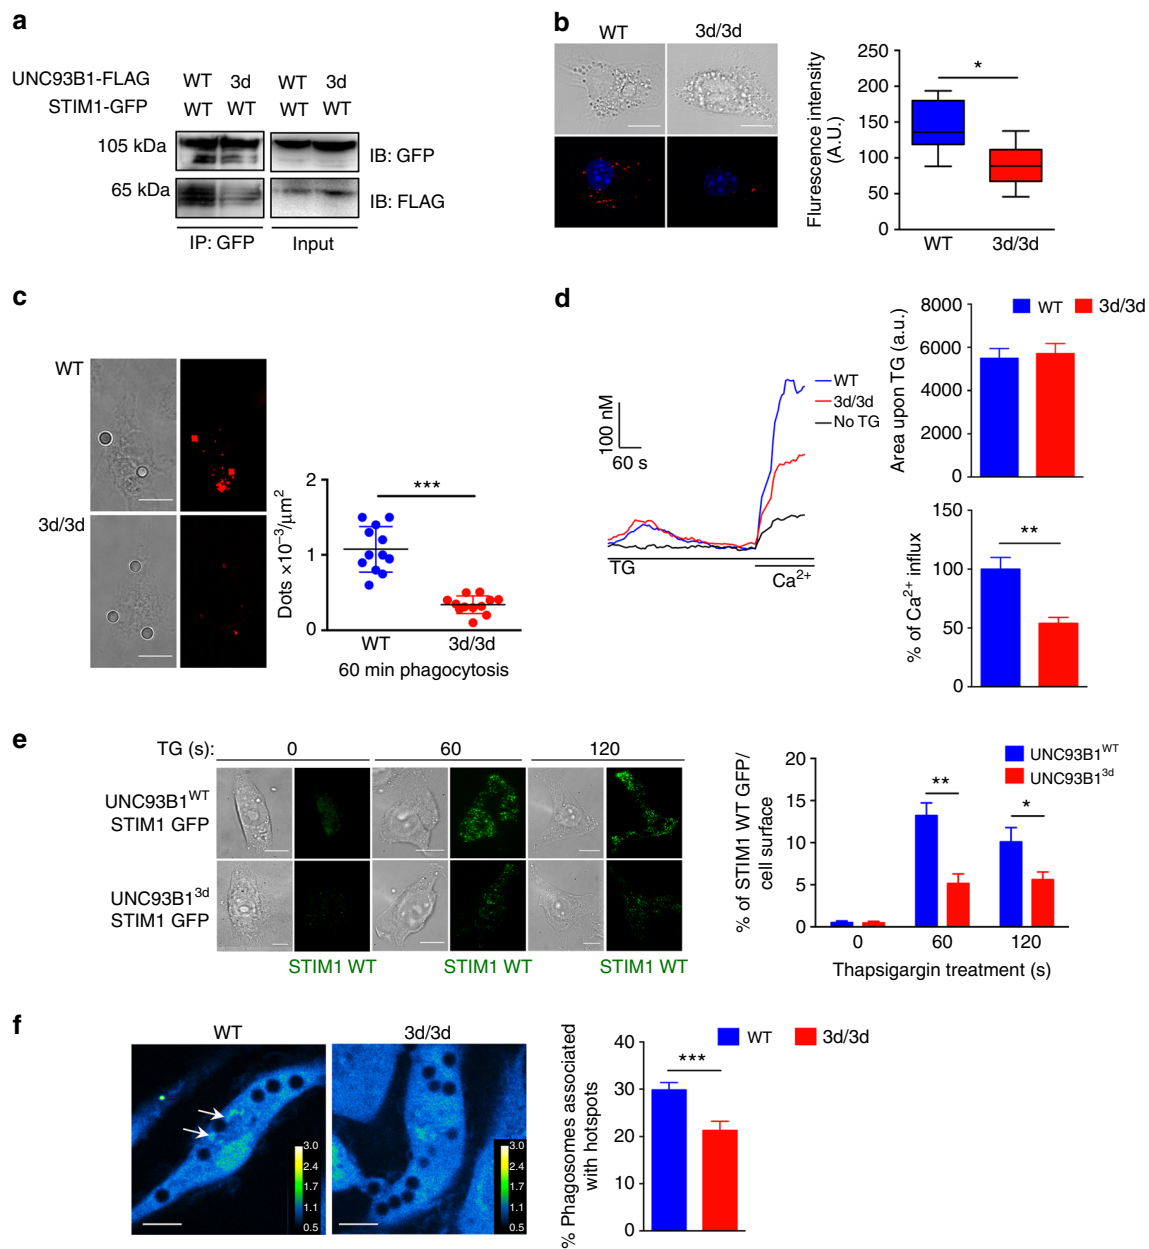 a
UNC93B1-FLAG WT 3d WT 3d
STIM1-GFP WT WT WT WT
105 kDa
IB: GFP
65 kDa
IB: FLAG
IP: GFP Input
b
WT 3d/3d
Flurescence intensity
(A.U.)
250
200
150
100
50
0
*
WT 3d/3d
c
WT
3d/3d
Dots ×10⁻³/μm²
2
1
0
***
WT 3d/3d
60 min phagocytosis
d
100 nM
60 s
WT
3d/3d
No TG
TG
Ca²⁺
WT 3d/3d
Area upon TG (a.u.)
8000
6000
4000
2000
0
% of Ca²⁺ influx
150
100
50
0
**
e
TG (s): 0 60 120
UNC93B1ᵂᵀ
STIM1 GFP
UNC93B1³ᵈ
STIM1 GFP
STIM1 WT STIM1 WT STIM1 WT
% of STIM1 WT GFP/
cell surface
20
15
10
5
0
UNC93B1ᵂᵀ
UNC93B1³ᵈ
**
*
0 60 120
Thapsigargin treatment (s)
f
WT 3d/3d
3.0
2.4
1.7
1.1
0.5
3.0
2.4
1.7
1.1
0.5
% Phagosomes associated
with hotspots
40
30
20
10
0
WT 3d/3d
***